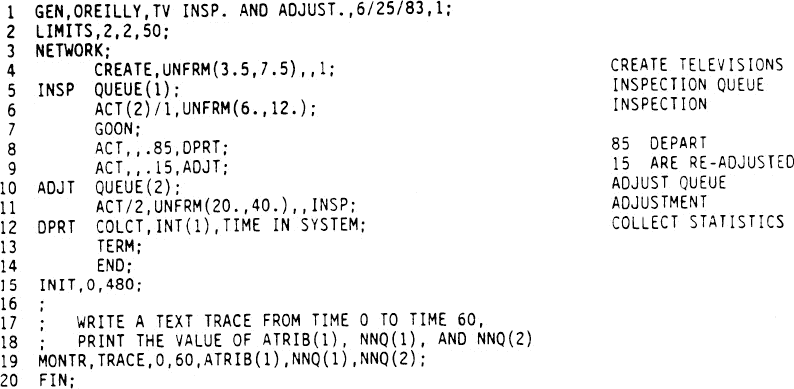 1 GEN,OREILLY,TV INSP. AND ADJUST.,6/25/83,1;
2 LIMITS,2,2,50;
3 NETWORK;
4 CREATE,UNFRM(3.5,7.5),,1; CREATE TELEVISIONS
5 INSP QUEUE(1); INSPECTION QUEUE
6 ACT(2)/1,UNFRM(6.,12.); INSPECTION
7 GOON;
8 ACT,,.85,DPRT; 85 DEPART
9 ACT,,.15,ADJT; 15 ARE RE-ADJUSTED
10 ADJT QUEUE(2); ADJUST QUEUE
11 ACT/2,UNFRM(20.,40.),,INSP; ADJUSTMENT
12 DPRT COLCT,INT(1),TIME IN SYSTEM; COLLECT STATISTICS
13 TERM;
14 END;
15 INIT,0,480;
16 ;
17 ; WRITE A TEXT TRACE FROM TIME 0 TO TIME 60,
18 ; PRINT THE VALUE OF ATRIB(1), NNQ(1), AND NNQ(2)
19 MONTR,TRACE,0,60,ATRIB(1),NNQ(1),NNQ(2);
20 FIN;